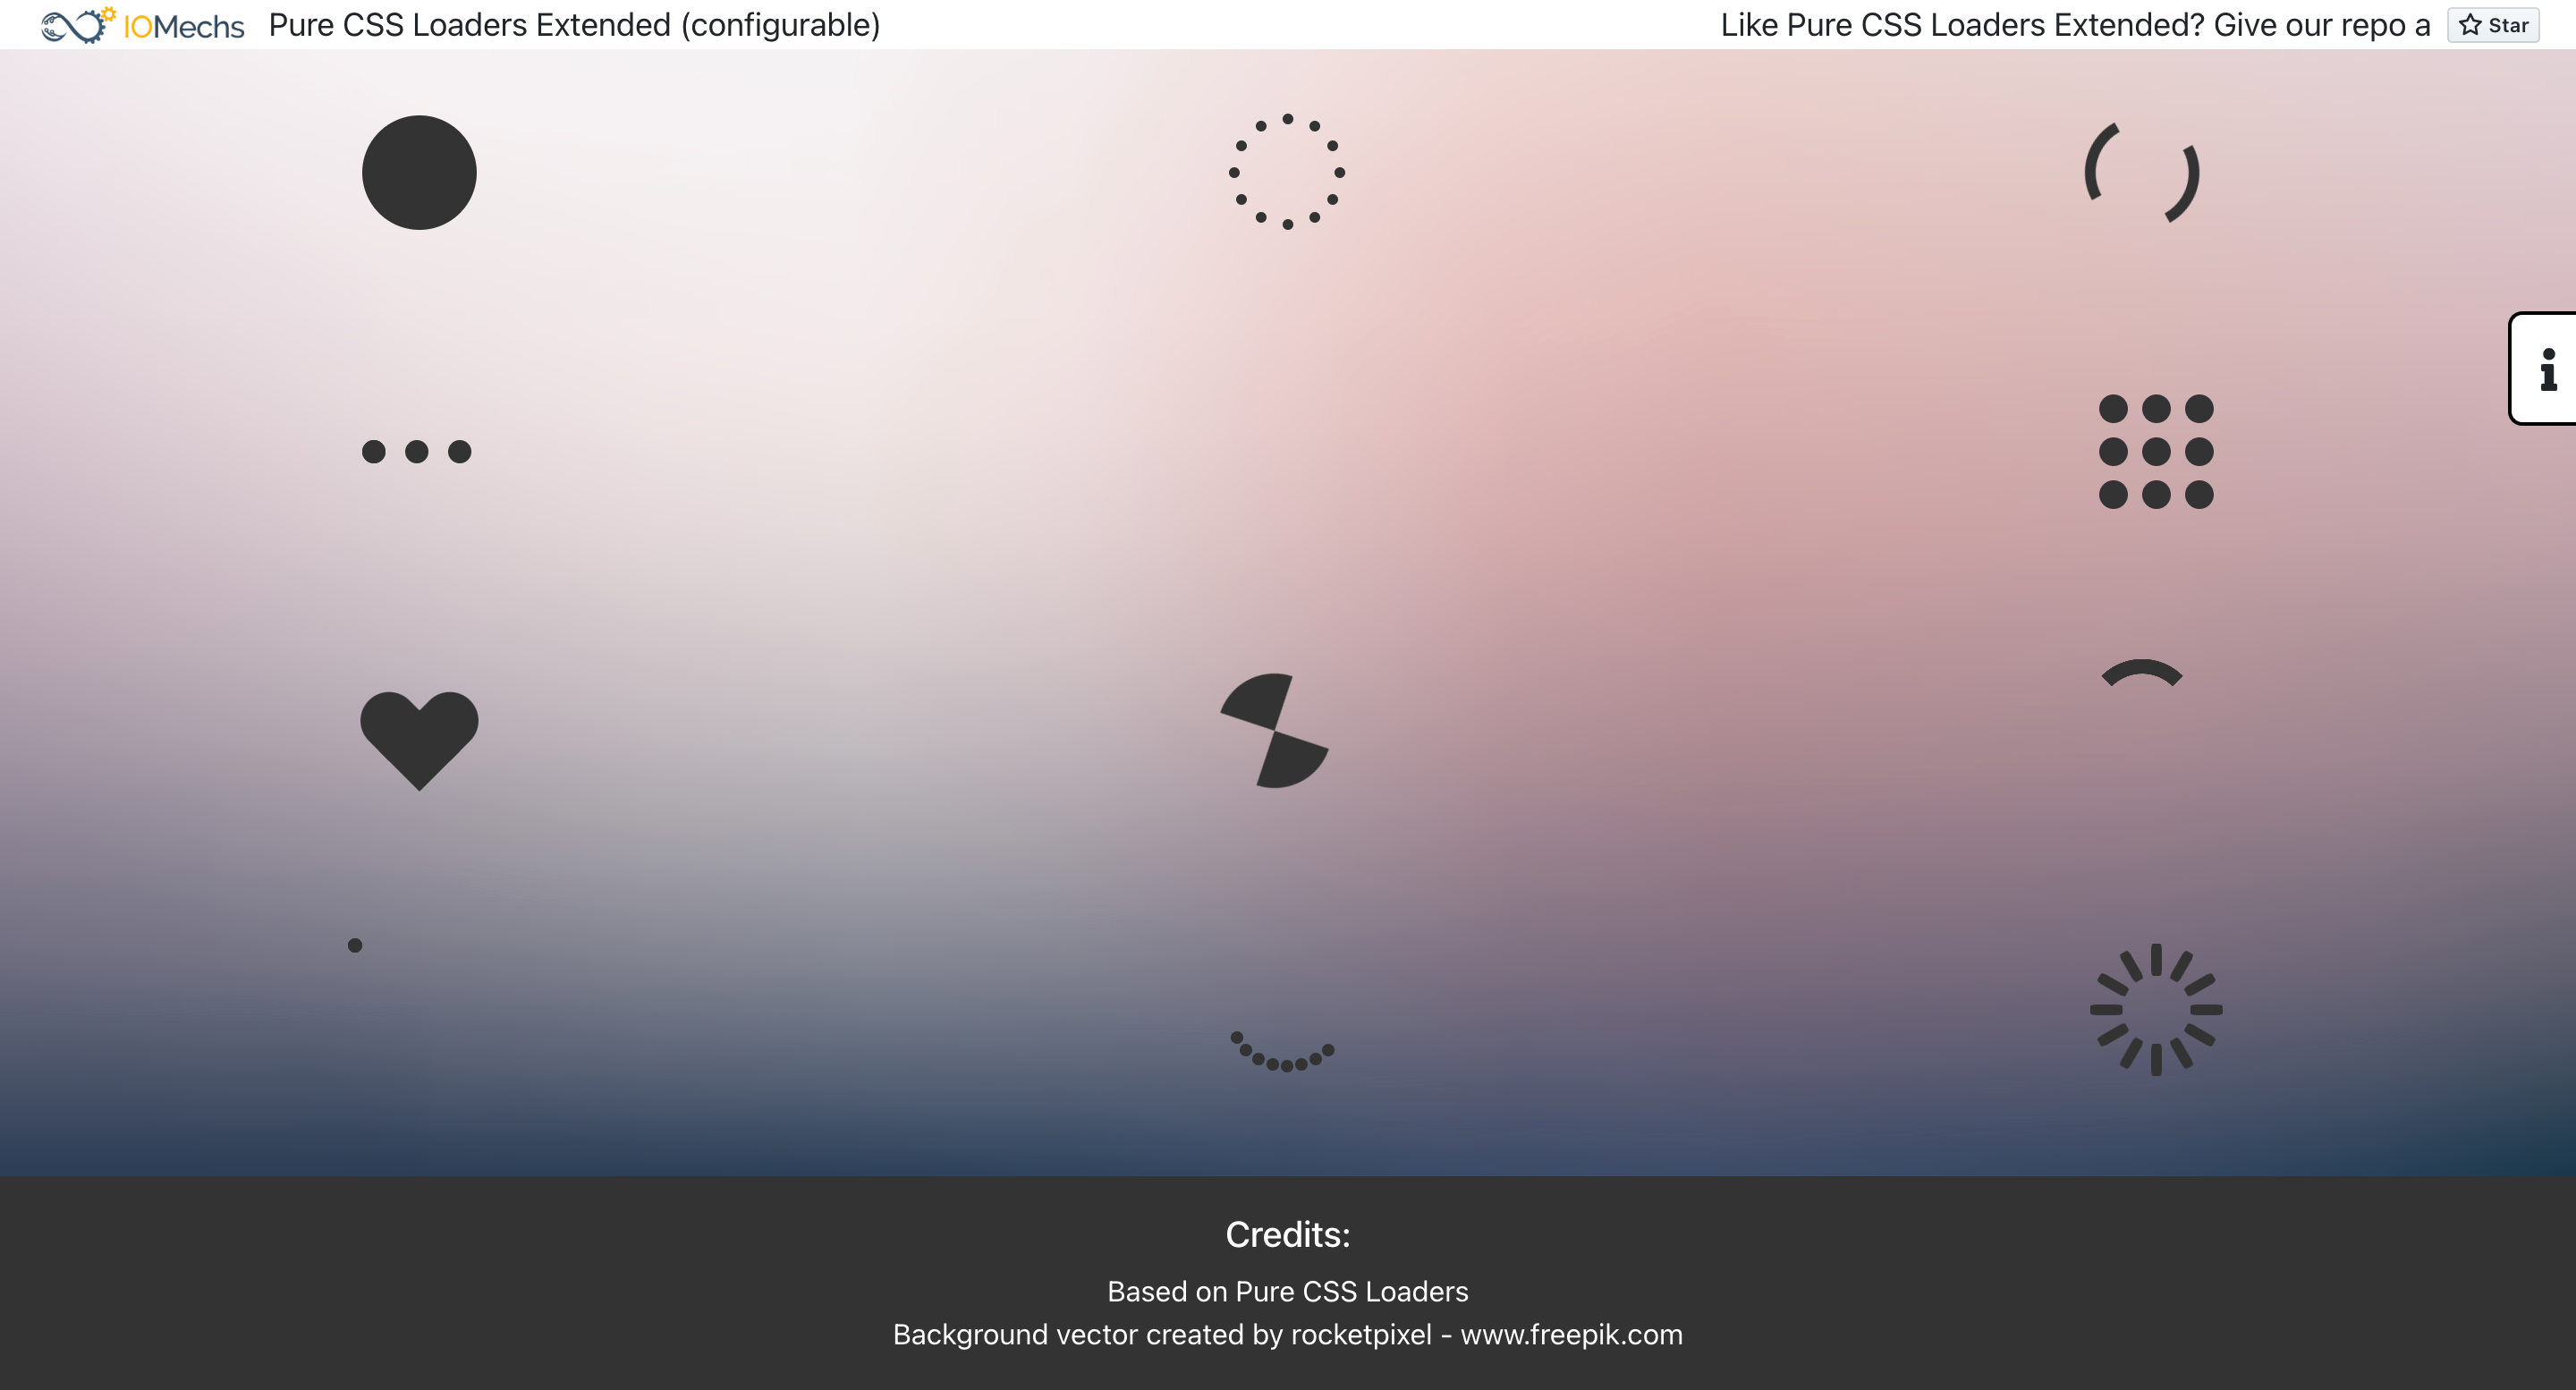 IOMechs Pure CSS Loaders Extended (configurable) Like Pure CSS Loaders Extended? Give our repo a Star
i
Credits:
Based on Pure CSS Loaders
Background vector created by rocketpixel - www.freepik.com